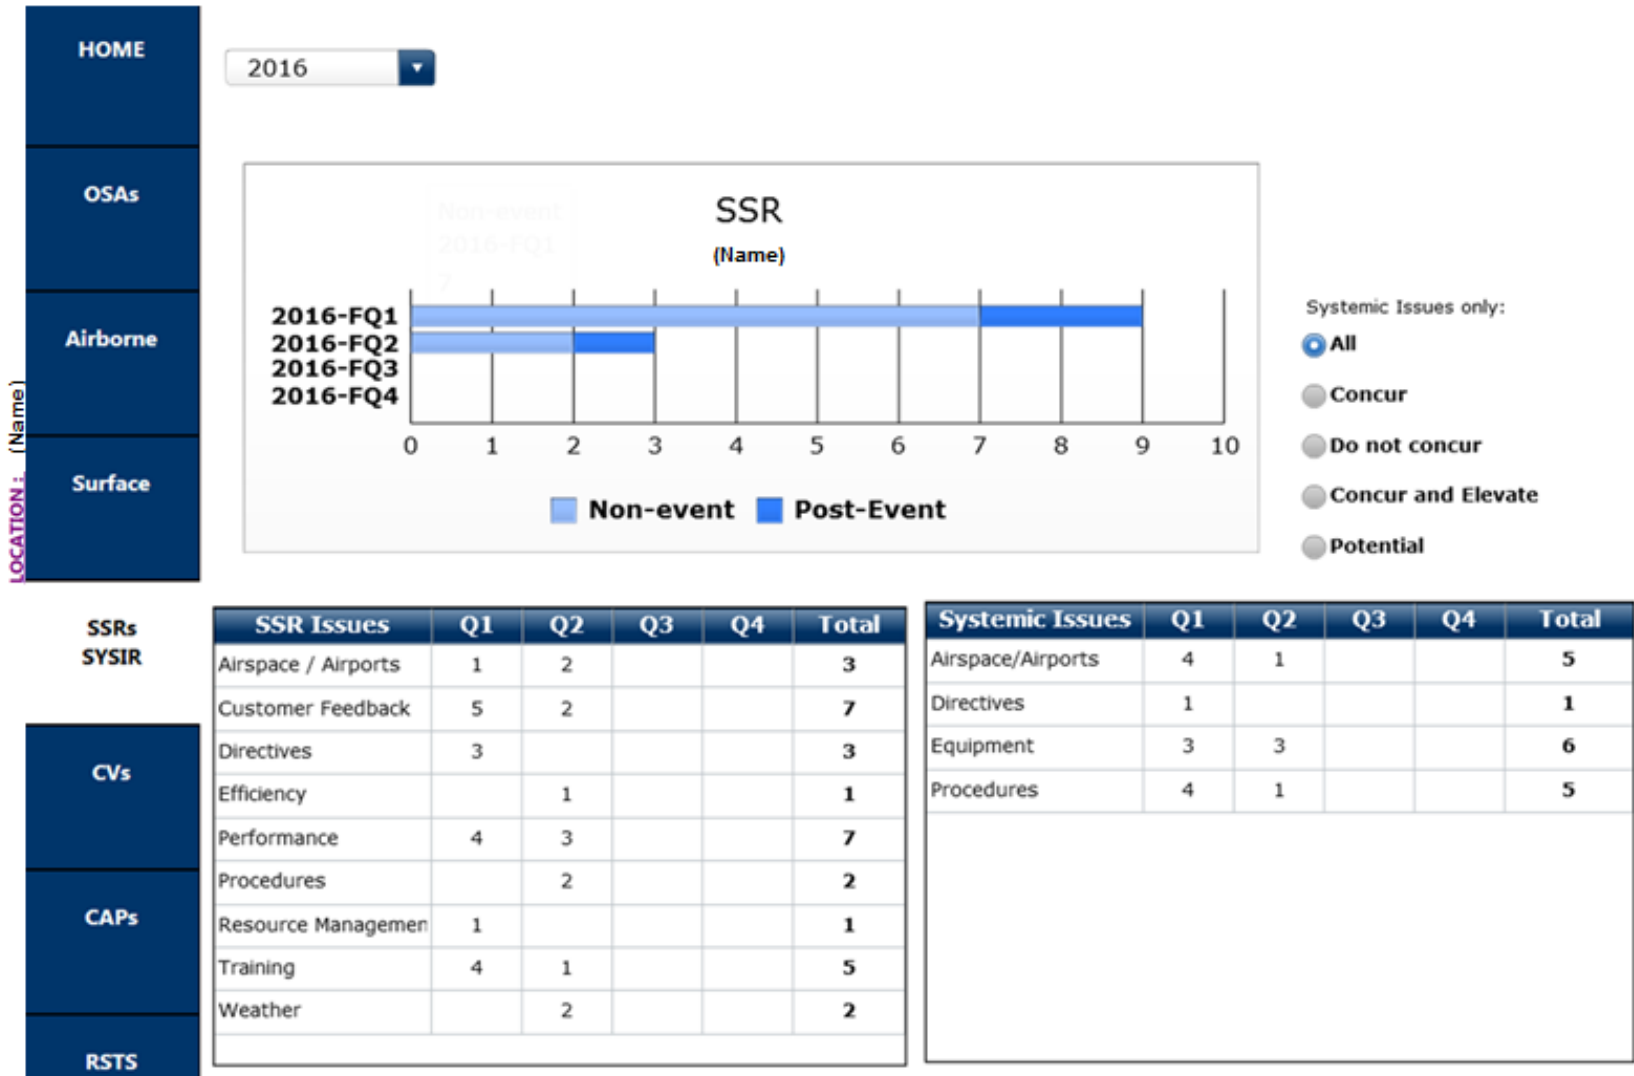 HOME
OSAs
Airborne
Surface
LOCATION : (Name)
SSRs
SYSIR
CVs
CAPs
RSTS
2016
Non-event
2016-FQ1
7
SSR
(Name)
2016-FQ1
2016-FQ2
2016-FQ3
2016-FQ4
0 1 2 3 4 5 6 7 8 9 10
Non-event Post-Event
Systemic Issues only:
All
Concur
Do not concur
Concur and Elevate
Potential
SSR Issues Q1 Q2 Q3 Q4 Total
Airspace / Airports 1 2 3
Customer Feedback 5 2 7
Directives 3 3
Efficiency 1 1
Performance 4 3 7
Procedures 2 2
Resource Managemen 1 1
Training 4 1 5
Weather 2 2
Systemic Issues Q1 Q2 Q3 Q4 Total
Airspace/Airports 4 1 5
Directives 1 1
Equipment 3 3 6
Procedures 4 1 5